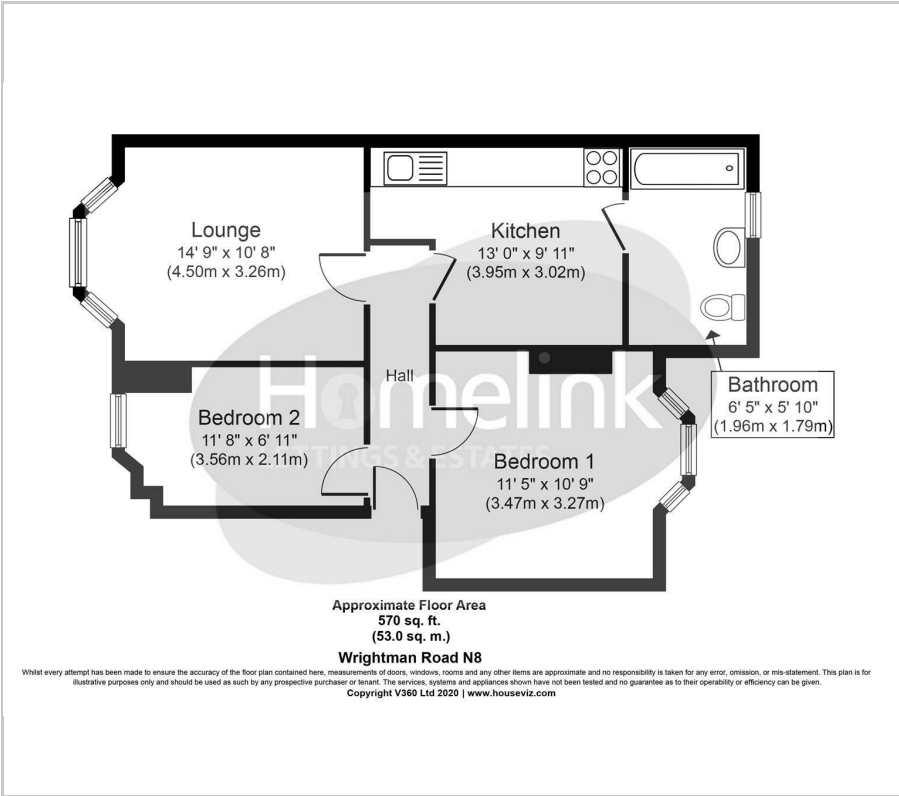 Lounge
14' 9" x 10' 8"
(4.50m x 3.26m)
Kitchen
13' 0" x 9' 11"
(3.95m x 3.02m)
Hall
Homelink
LETTINGS & ESTATES
Bedroom 2
11' 8" x 6' 11"
(3.56m x 2.11m)
Bedroom 1
11' 5" x 10' 9"
(3.47m x 3.27m)
Bathroom
6' 5" x 5' 10"
(1.96m x 1.79m)
Approximate Floor Area
570 sq. ft.
(53.0 sq. m.)
Wrightman Road N8
Whilst every attempt has been made to ensure the accuracy of the floor plan contained here, measurements of doors, windows, rooms and any other items are approximate and no responsibility is taken for any error, omission, or mis-statement. This plan is for
illustrative purposes only and should be used as such by any prospective purchaser or tenant. The services, systems and appliances shown have not been tested and no guarantee as to their operability or efficiency can be given.
Copyright V360 Ltd 2020 | www.houseviz.com